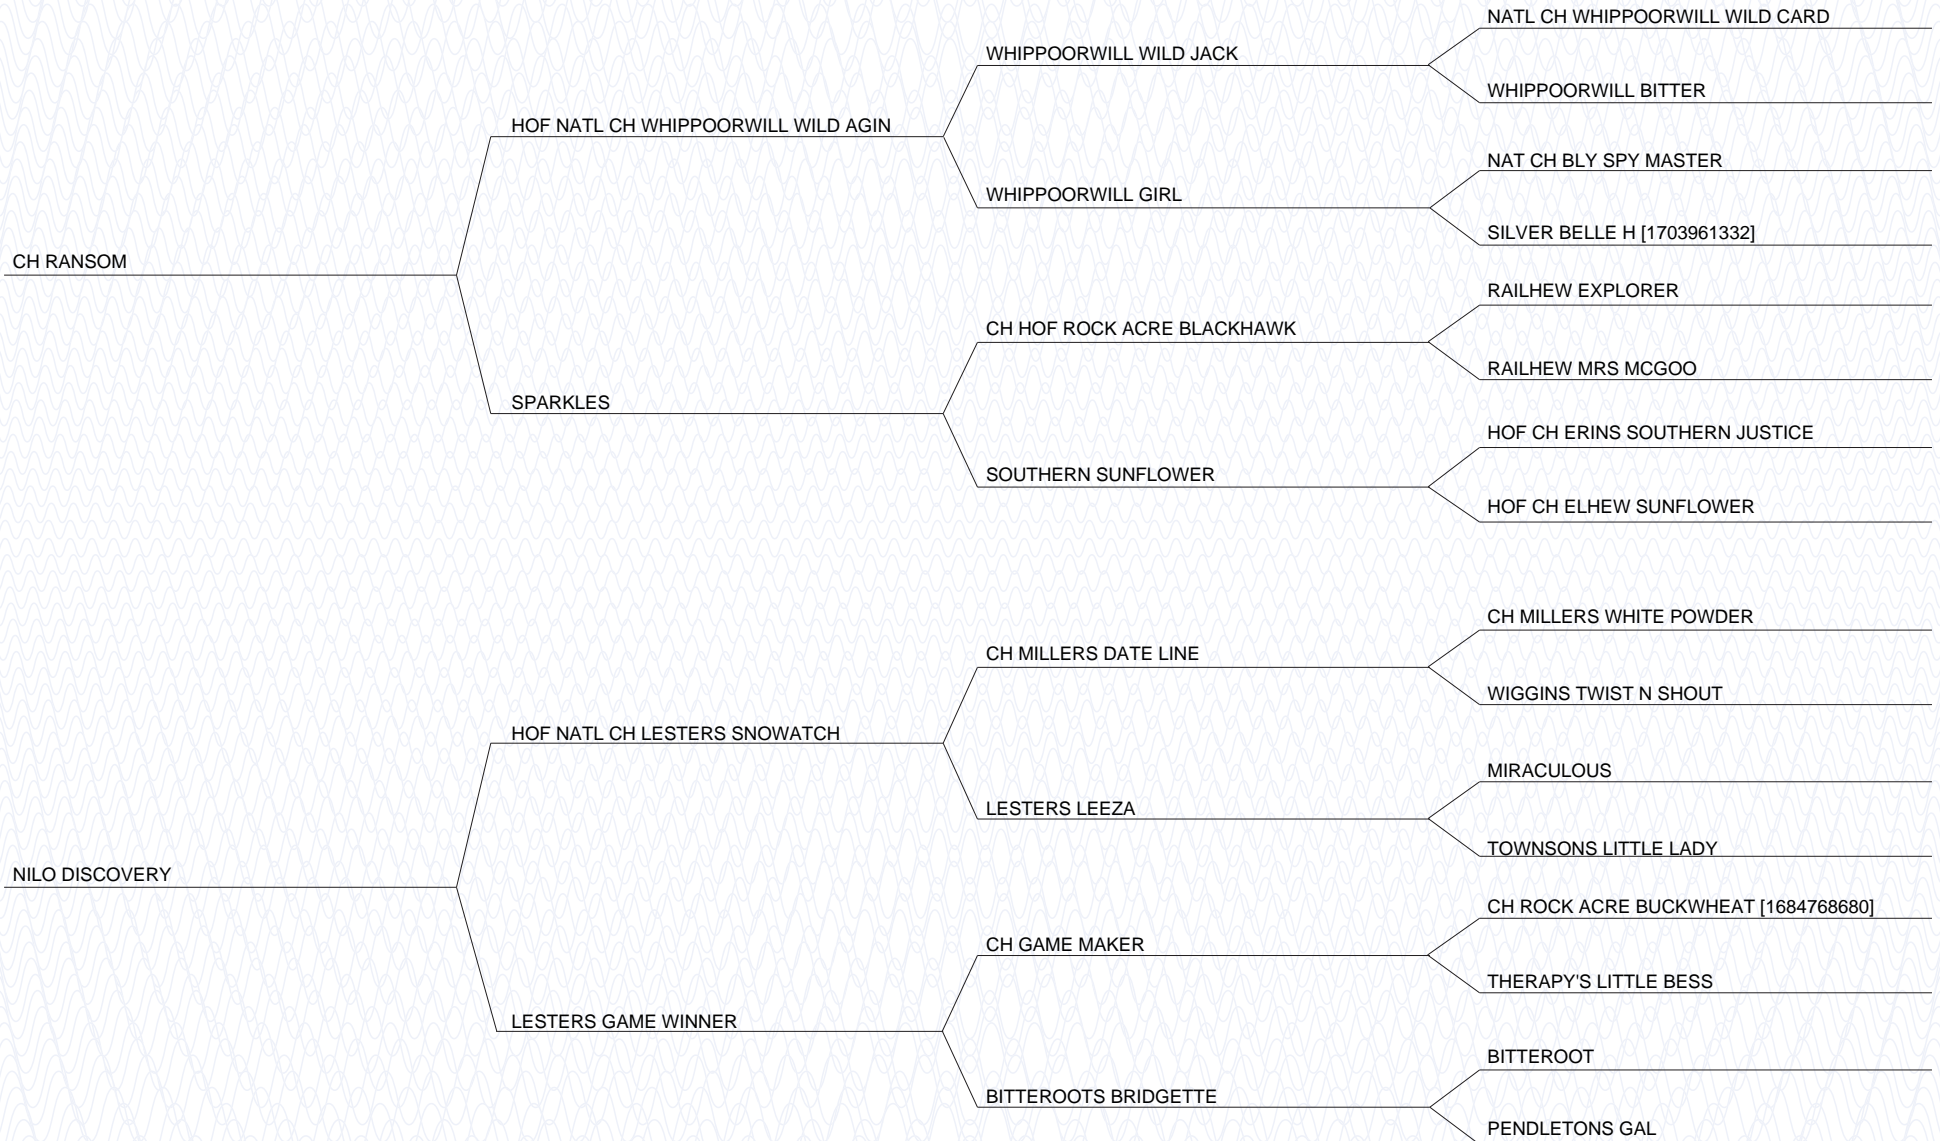 NATL CH WHIPPOORWILL WILD CARD
WHIPPOORWILL WILD JACK
WHIPPOORWILL BITTER
HOF NATL CH WHIPPOORWILL WILD AGIN
NAT CH BLY SPY MASTER
WHIPPOORWILL GIRL
SILVER BELLE H [1703961332]
CH RANSOM
RAILHEW EXPLORER
CH HOF ROCK ACRE BLACKHAWK
RAILHEW MRS MCGOO
SPARKLES
HOF CH ERINS SOUTHERN JUSTICE
SOUTHERN SUNFLOWER
HOF CH ELHEW SUNFLOWER
CH MILLERS WHITE POWDER
CH MILLERS DATE LINE
WIGGINS TWIST N SHOUT
HOF NATL CH LESTERS SNOWATCH
MIRACULOUS
LESTERS LEEZA
TOWNSONS LITTLE LADY
NILO DISCOVERY
CH ROCK ACRE BUCKWHEAT [1684768680]
CH GAME MAKER
THERAPY'S LITTLE BESS
LESTERS GAME WINNER
BITTEROOT
BITTEROOTS BRIDGETTE
PENDLETONS GAL